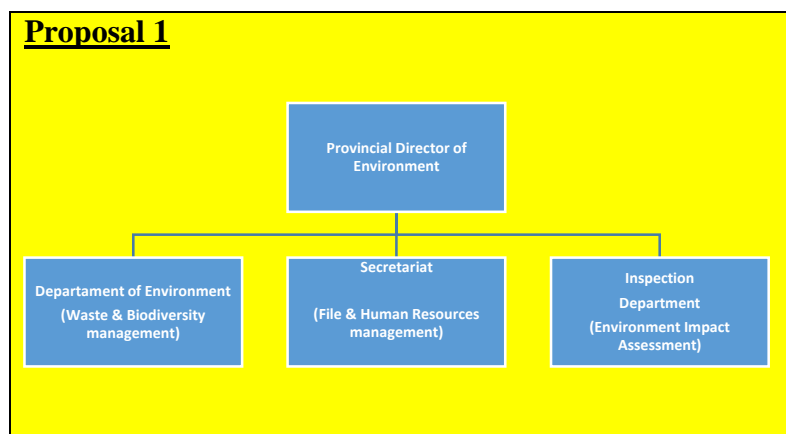 Proposal 1
Provincial Director of
Environment
Departament of Environment
(Waste & Biodiversity
management)
Secretariat
(File & Human Resources
management)
Inspection
Department
(Environment Impact
Assessment)